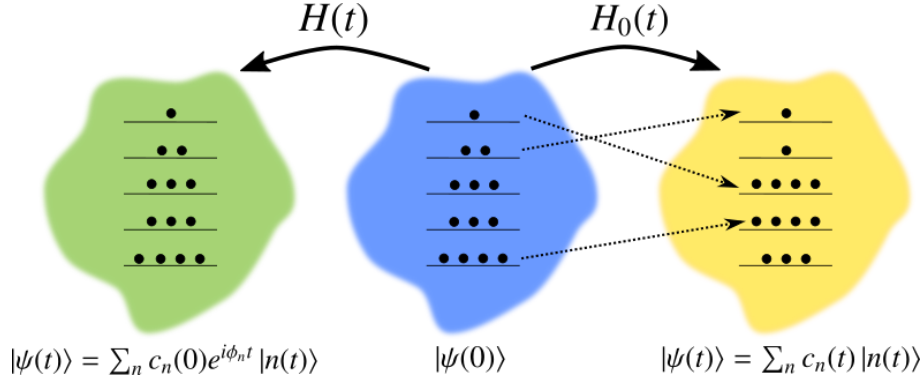 H(t)
H₀(t)
|ψ(t)⟩ = ∑ₙ cₙ(0)e^{iϕₙt} |n(t)⟩
|ψ(0)⟩
|ψ(t)⟩ = ∑ₙ cₙ(t) |n(t)⟩